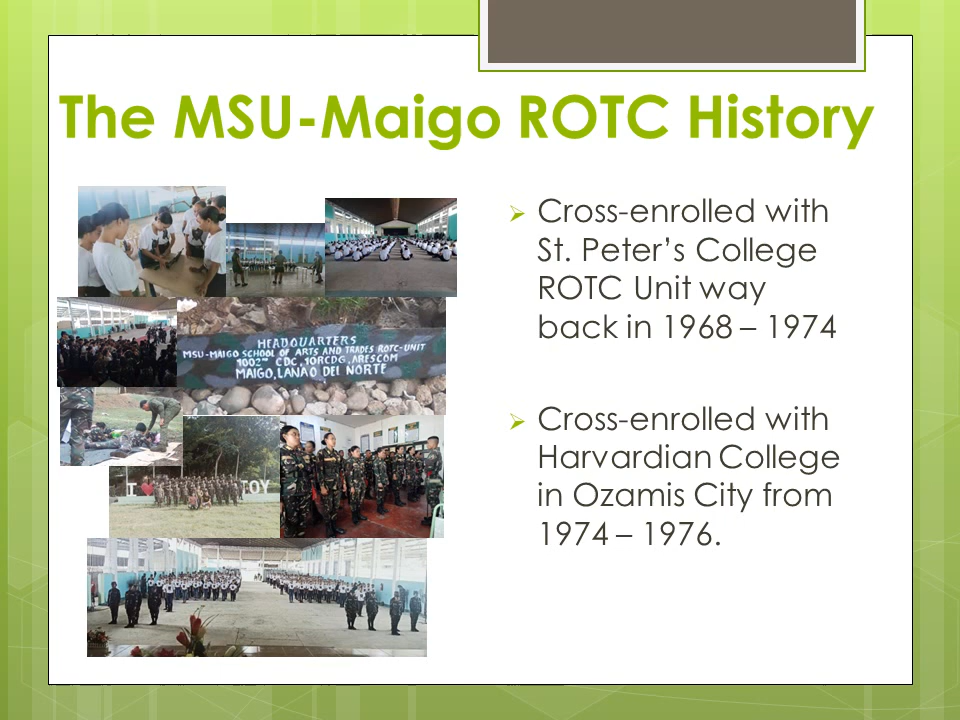 The MSU-Maigo ROTC History
Cross-enrolled with
St. Peter’s College
ROTC Unit way
back in 1968 – 1974
Cross-enrolled with
Harvardian College
in Ozamis City from
1974 – 1976.
HEADQUARTERS
MSU-MAIGO SCHOOL OF ARTS AND TRADES ROTC-UNIT
1002ND CDC, 10RCDG, ARESCOM
MAIGO, LANAO DEL NORTE
I ❤ TOY